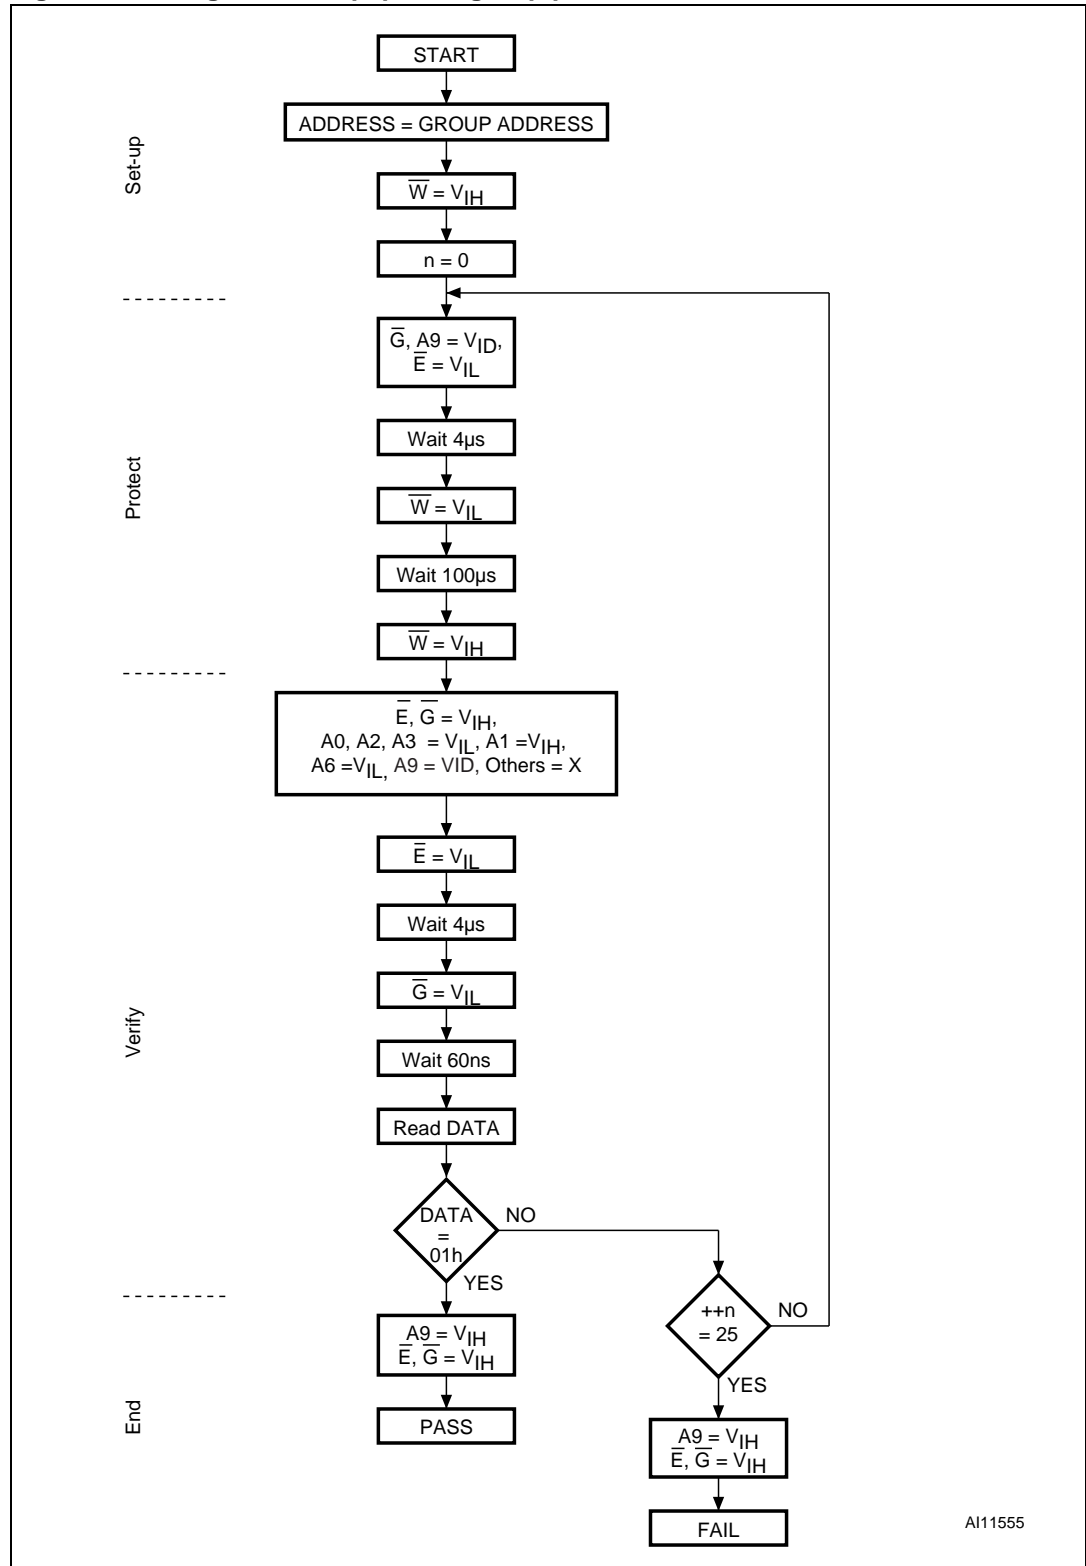 START
ADDRESS = GROUP ADDRESS
Set-up
W̅ = VIH
n = 0
G̅, A9 = VID,
E̅ = VIL
Wait 4µs
Protect
W̅ = VIL
Wait 100µs
W̅ = VIH
E̅, G̅ = VIH,
A0, A2, A3 = VIL, A1 =VIH,
A6 =VIL, A9 = VID, Others = X
E̅ = VIL
Wait 4µs
G̅ = VIL
Verify
Wait 60ns
Read DATA
DATA
=
01h
NO
YES
++n
= 25
NO
YES
A9 = VIH
E̅, G̅ = VIH
End
PASS
A9 = VIH
E̅, G̅ = VIH
FAIL
AI11555